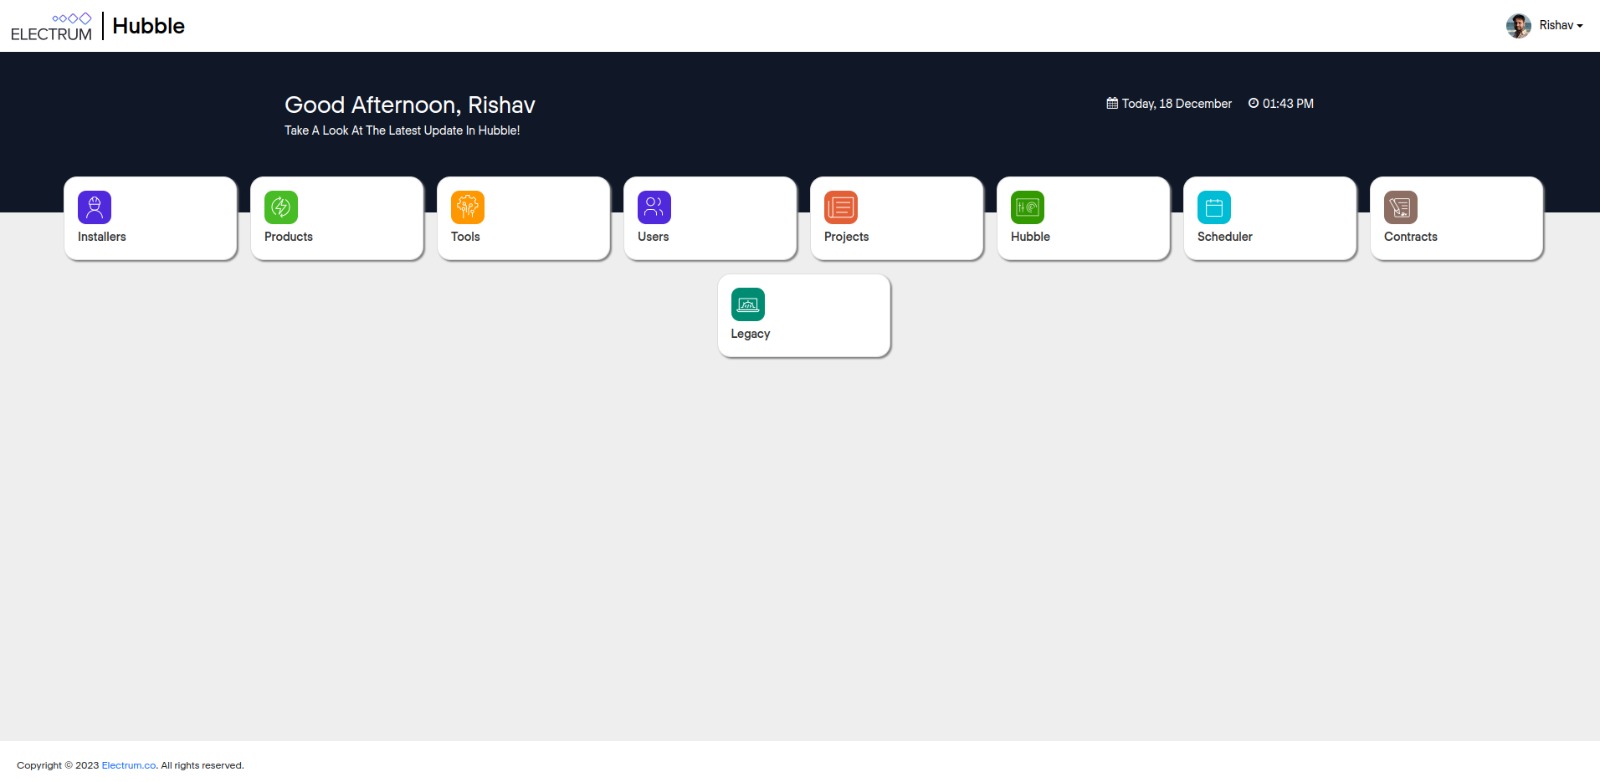 ELECTRUM
Hubble
Rishav
Good Afternoon, Rishav
Today, 18 December 01:43 PM
Take A Look At The Latest Update In Hubble!
Installers
Products
Tools
Users
Projects
Hubble
Scheduler
Contracts
Legacy
Copyright © 2023 Electrum.co. All rights reserved.